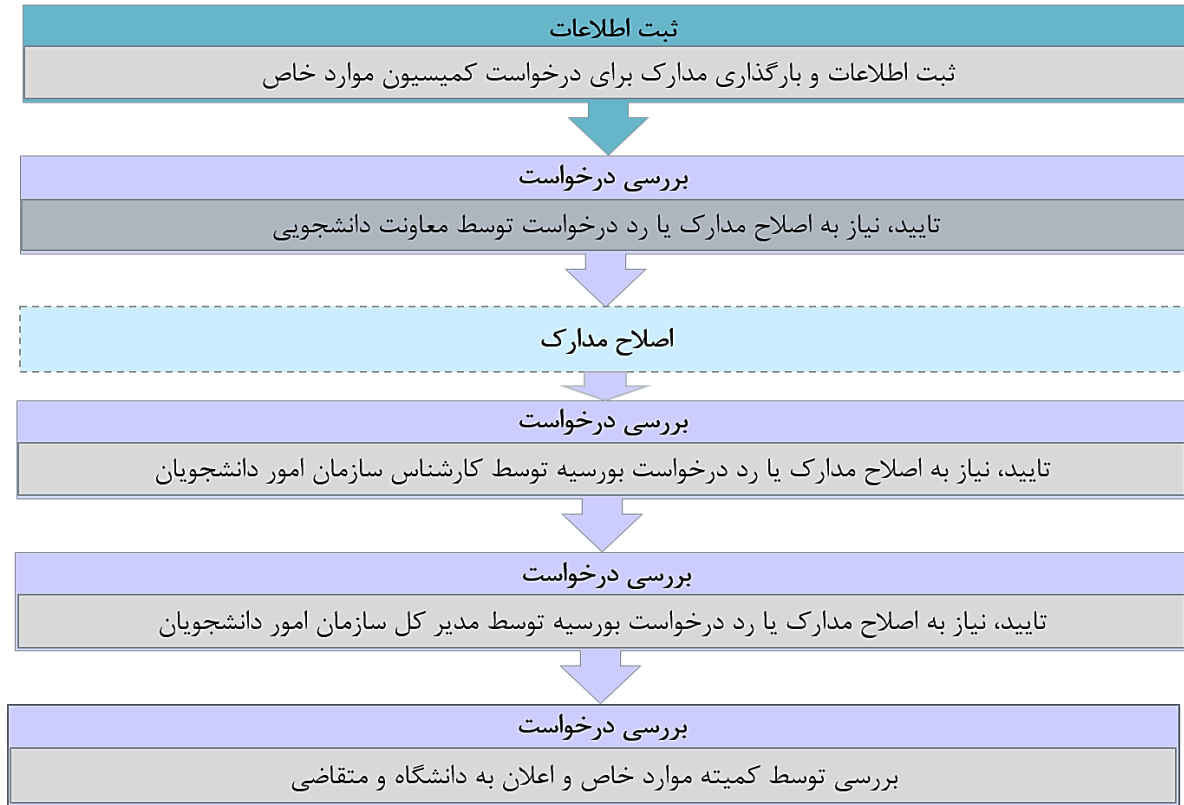 ثبت اطلاعات
ثبت اطلاعات و بارگذاری مدارک برای درخواست کمیسیون موارد خاص
بررسی درخواست
تایید، نیاز به اصلاح مدارک یا رد درخواست توسط معاونت دانشجویی
اصلاح مدارک
بررسی درخواست
تایید، نیاز به اصلاح مدارک یا رد درخواست بورسیه توسط کارشناس سازمان امور دانشجویان
بررسی درخواست
تایید، نیاز به اصلاح مدارک یا رد درخواست بورسیه توسط مدیر کل سازمان امور دانشجویان
بررسی درخواست
بررسی توسط کمیته موارد خاص و اعلان به دانشگاه و متقاضی